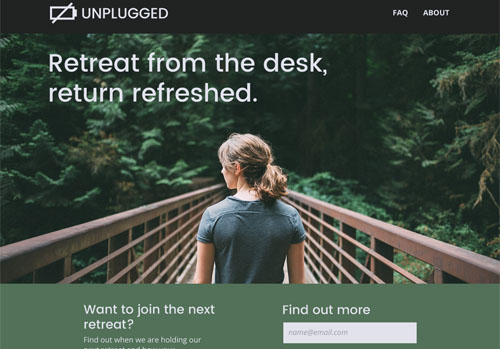 UNPLUGGED
FAQ ABOUT
Retreat from the desk,
return refreshed.
Want to join the next
retreat?
Find out when we are holding our
Find out more
name@email.com